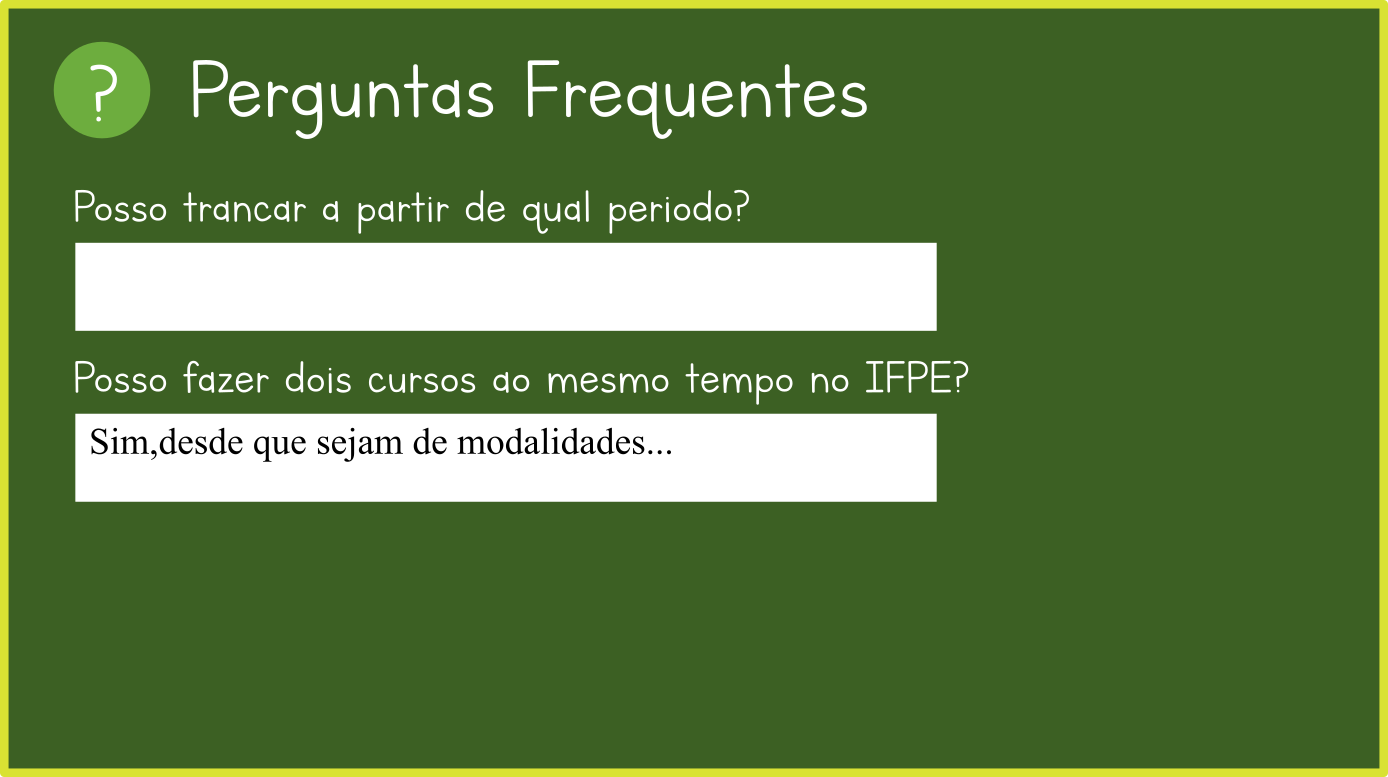 ?
Perguntas Frequentes
Posso trancar a partir de qual periodo?
Posso fazer dois cursos ao mesmo tempo no IFPE?
Sim,desde que sejam de modalidades...